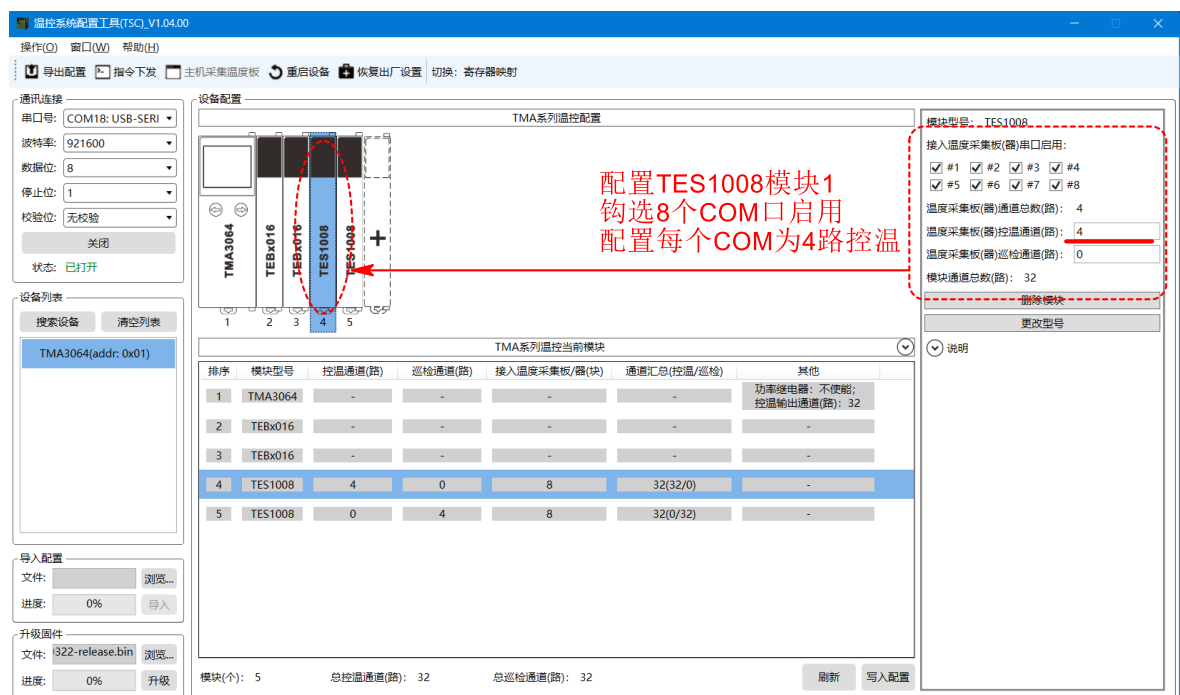 温控系统配置工具(TSC)_V1.04.00
操作(O) 窗口(W) 帮助(H)
导出配置 指令下发 主机采集温度板 重启设备 恢复出厂设置 切换：寄存器映射
通讯连接
串口号: COM18: USB-SERI
波特率: 921600
数据位: 8
停止位: 1
校验位: 无校验
关闭
状态: 已打开
设备列表
搜索设备 清空列表
TMA3064(addr: 0x01)
导入配置
文件: 浏览...
进度: 0% 导入
升级固件
文件: 322-release.bin 浏览...
进度: 0% 升级
设备配置
TMA系列温控配置
TMA3064 TEBx016 TEBx016 TES1008 TES1008
1 2 3 4 5
配置TES1008模块1
钩选8个COM口启用
配置每个COM为4路控温
TMA系列温控当前模块
排序 模块型号 控温通道(路) 巡检通道(路) 接入温度采集板/器(块) 通道汇总(控温/巡检) 其他
1 TMA3064 - - - - 功率继电器：不使能；
控温输出通道(路)：32
2 TEBx016 - - - - -
3 TEBx016 - - - - -
4 TES1008 4 0 8 32(32/0) -
5 TES1008 0 4 8 32(0/32) -
模块(个)： 5 总控温通道(路)： 32 总巡检通道(路)： 32 刷新 写入配置
模块型号： TES1008
接入温度采集板(器)串口启用:
#1 #2 #3 #4
#5 #6 #7 #8
温度采集板(器)通道总数(路)： 4
温度采集板(器)控温通道(路)： 4
温度采集板(器)巡检通道(路)： 0
模块通道总数(路)： 32
删除模块
更改型号
说明